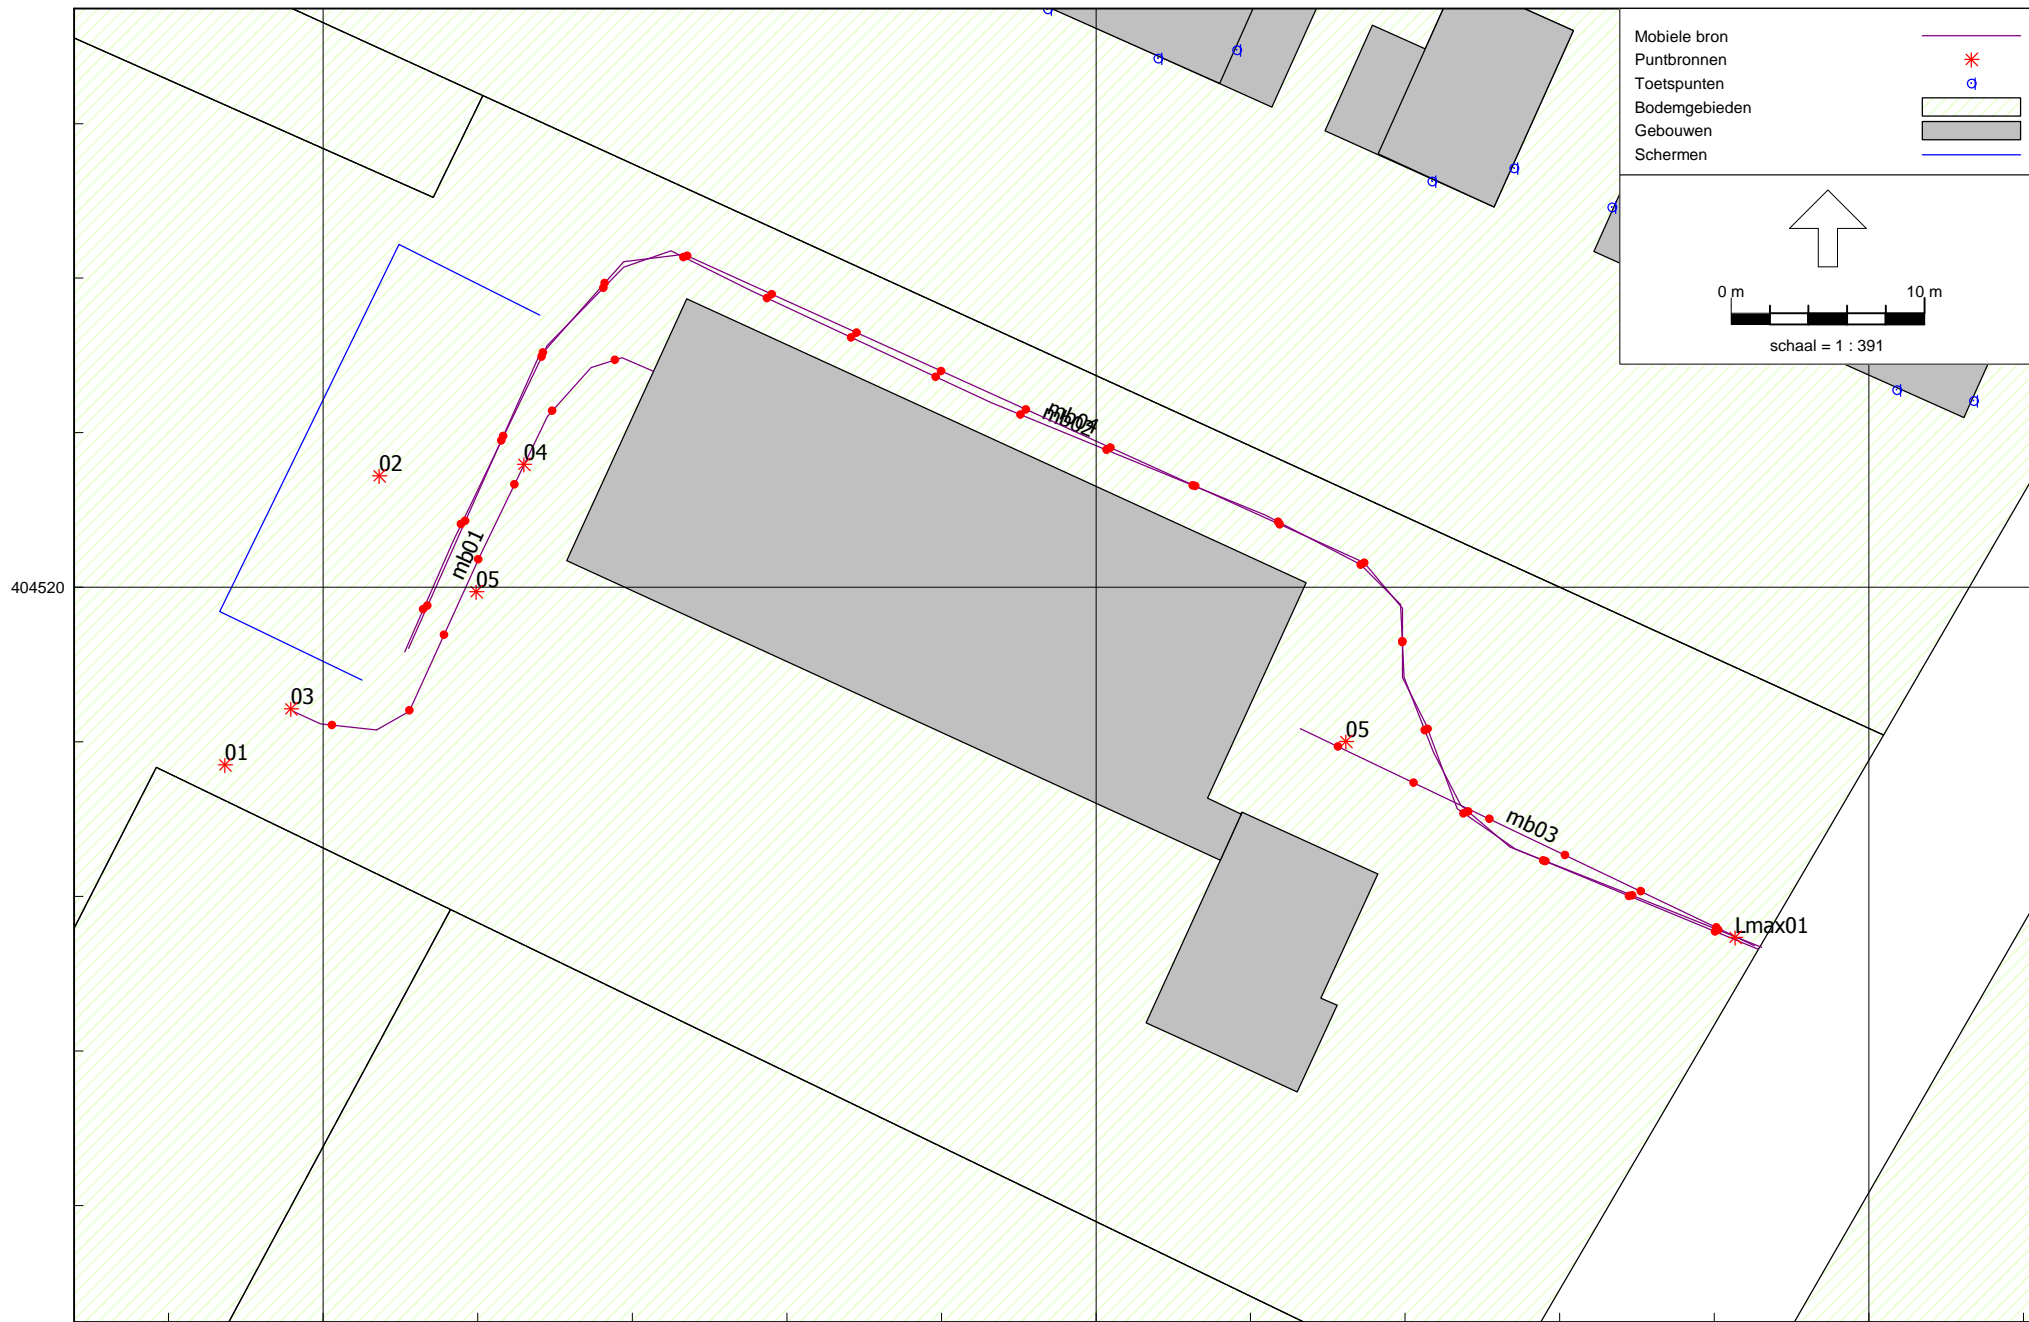 Mobiele bron
Puntbronnen
Toetspunten
Bodemgebieden
Gebouwen
Schermen
0 m
10 m
schaal = 1 : 391
mb04
mb02
04
02
mb01
05
404520
03
01
05
mb03
Lmax01